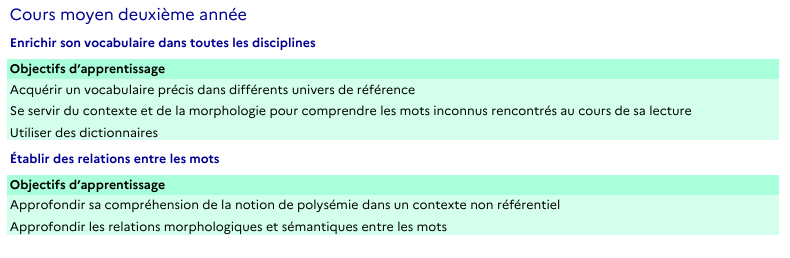 Cours moyen deuxième année
Enrichir son vocabulaire dans toutes les disciplines
Objectifs d’apprentissage
Acquérir un vocabulaire précis dans différents univers de référence
Se servir du contexte et de la morphologie pour comprendre les mots inconnus rencontrés au cours de sa lecture
Utiliser des dictionnaires
Établir des relations entre les mots
Objectifs d’apprentissage
Approfondir sa compréhension de la notion de polysémie dans un contexte non référentiel
Approfondir les relations morphologiques et sémantiques entre les mots